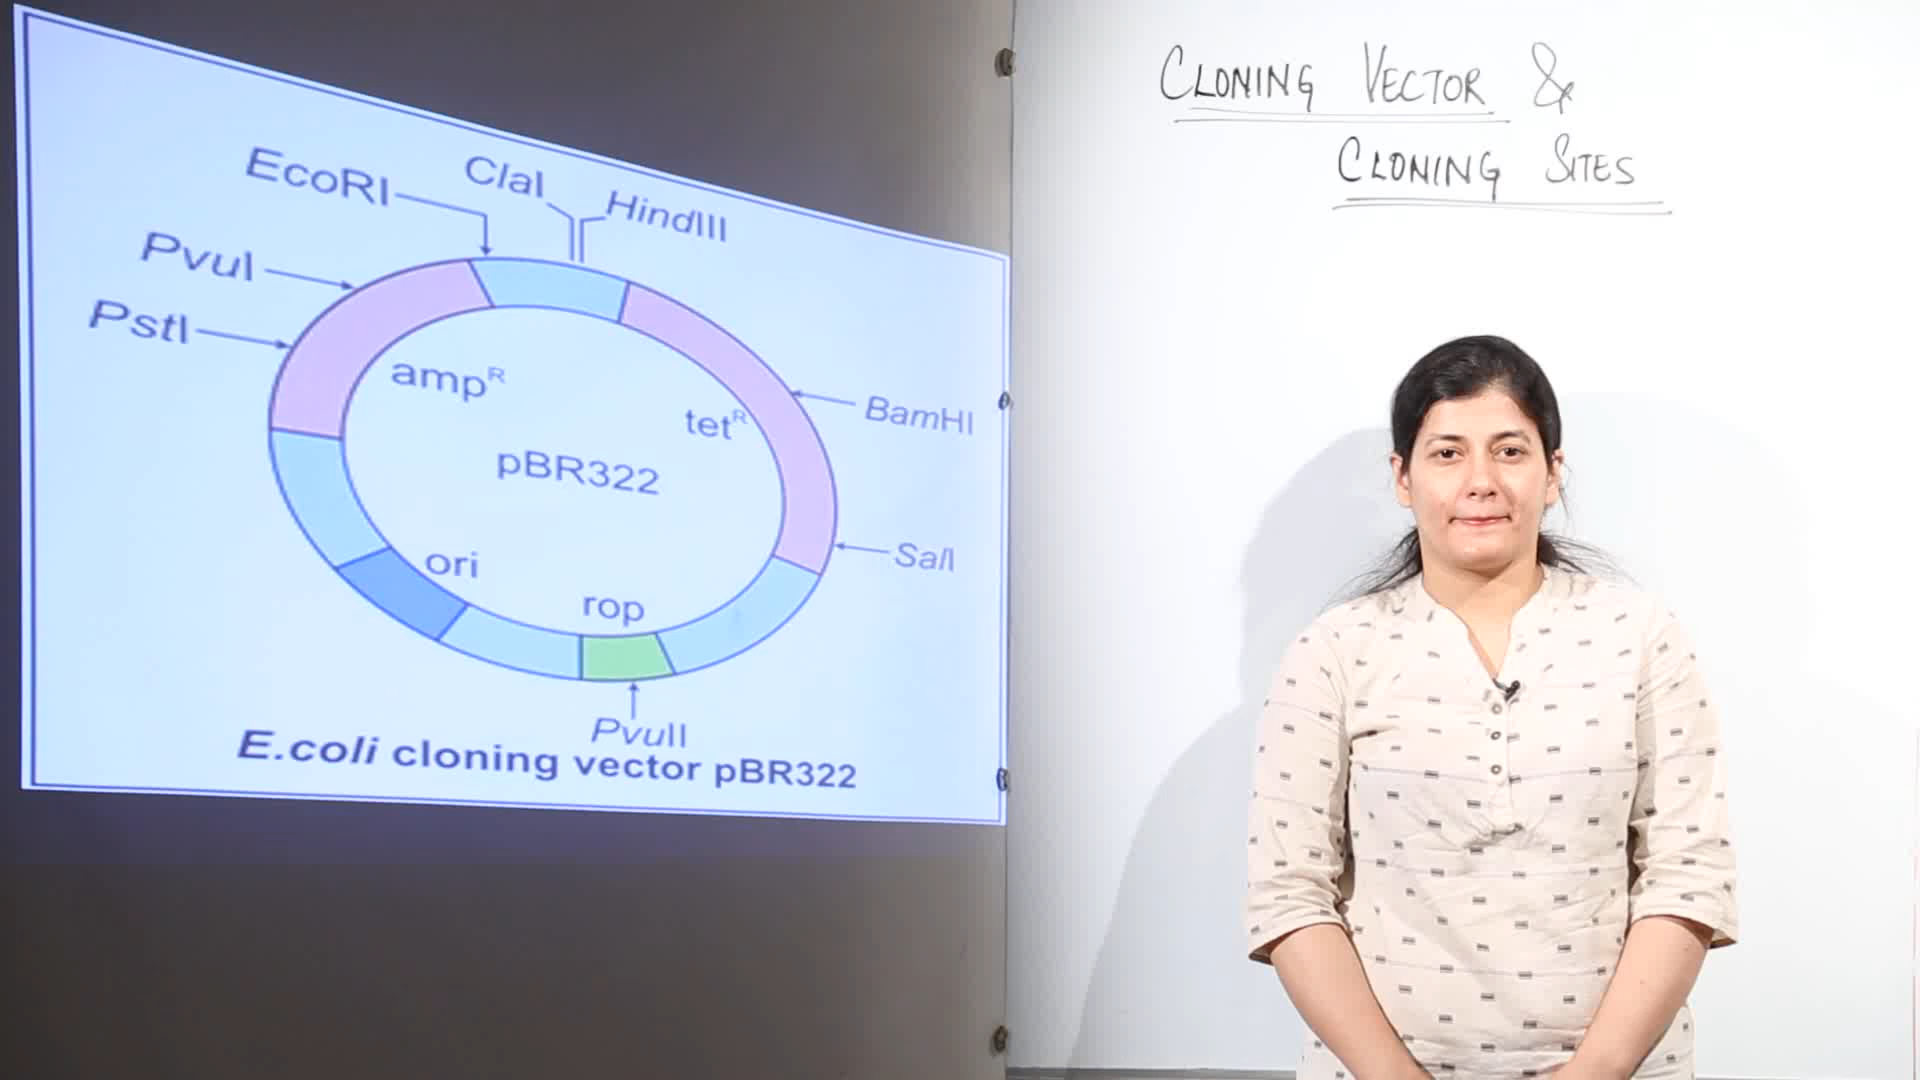 CLONING VECTOR &
CLONING SITES
EcoRI
ClaI
HindIII
PvuI
PstI
ampR
tetR
BamHI
pBR322
SalI
ori
rop
PvuII
E.coli cloning vector pBR322